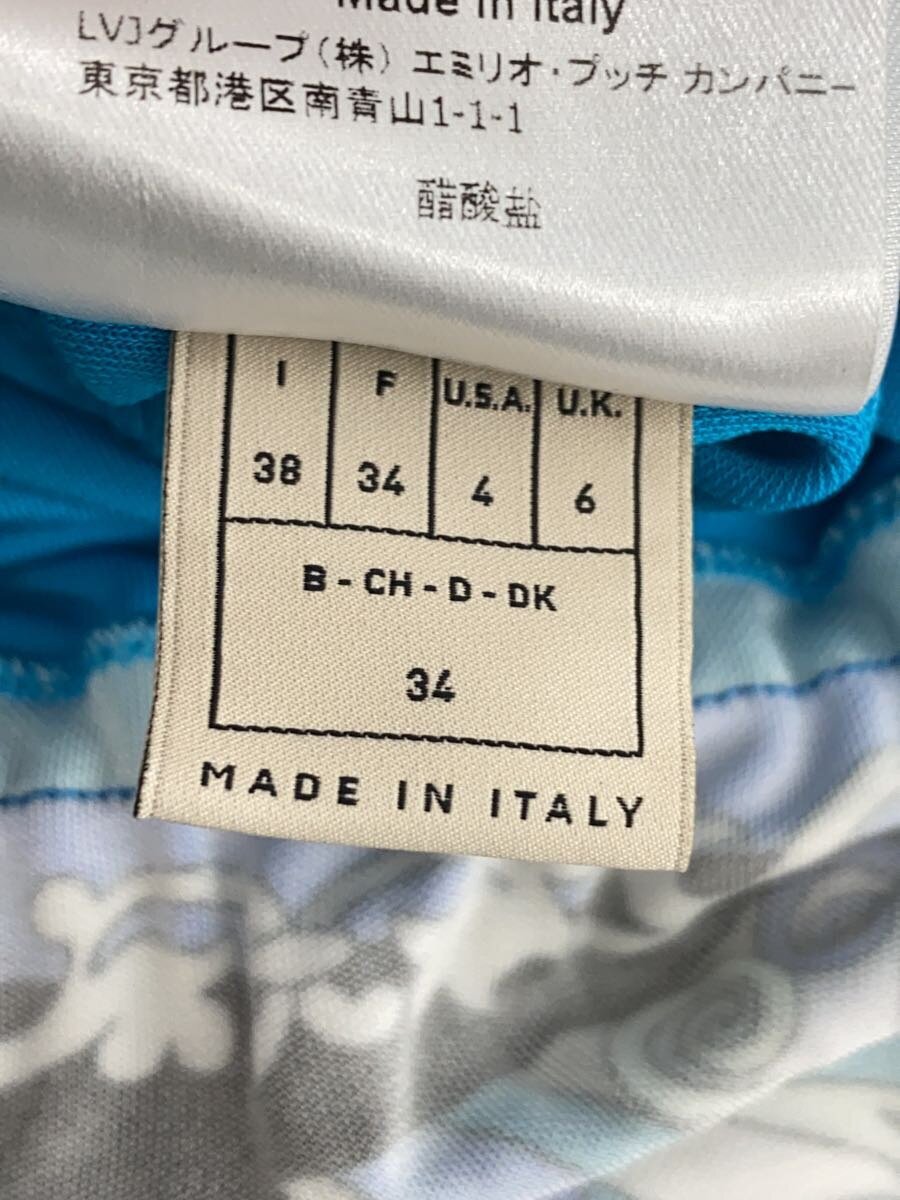 Made in Italy
LVJグループ(株) エミリオ・プッチ カンパニー
東京都港区南青山1-1-1
醋酸盐
I F U.S.A. U.K.
38 34 4 6
B - CH - D - DK
34
MADE IN ITALY